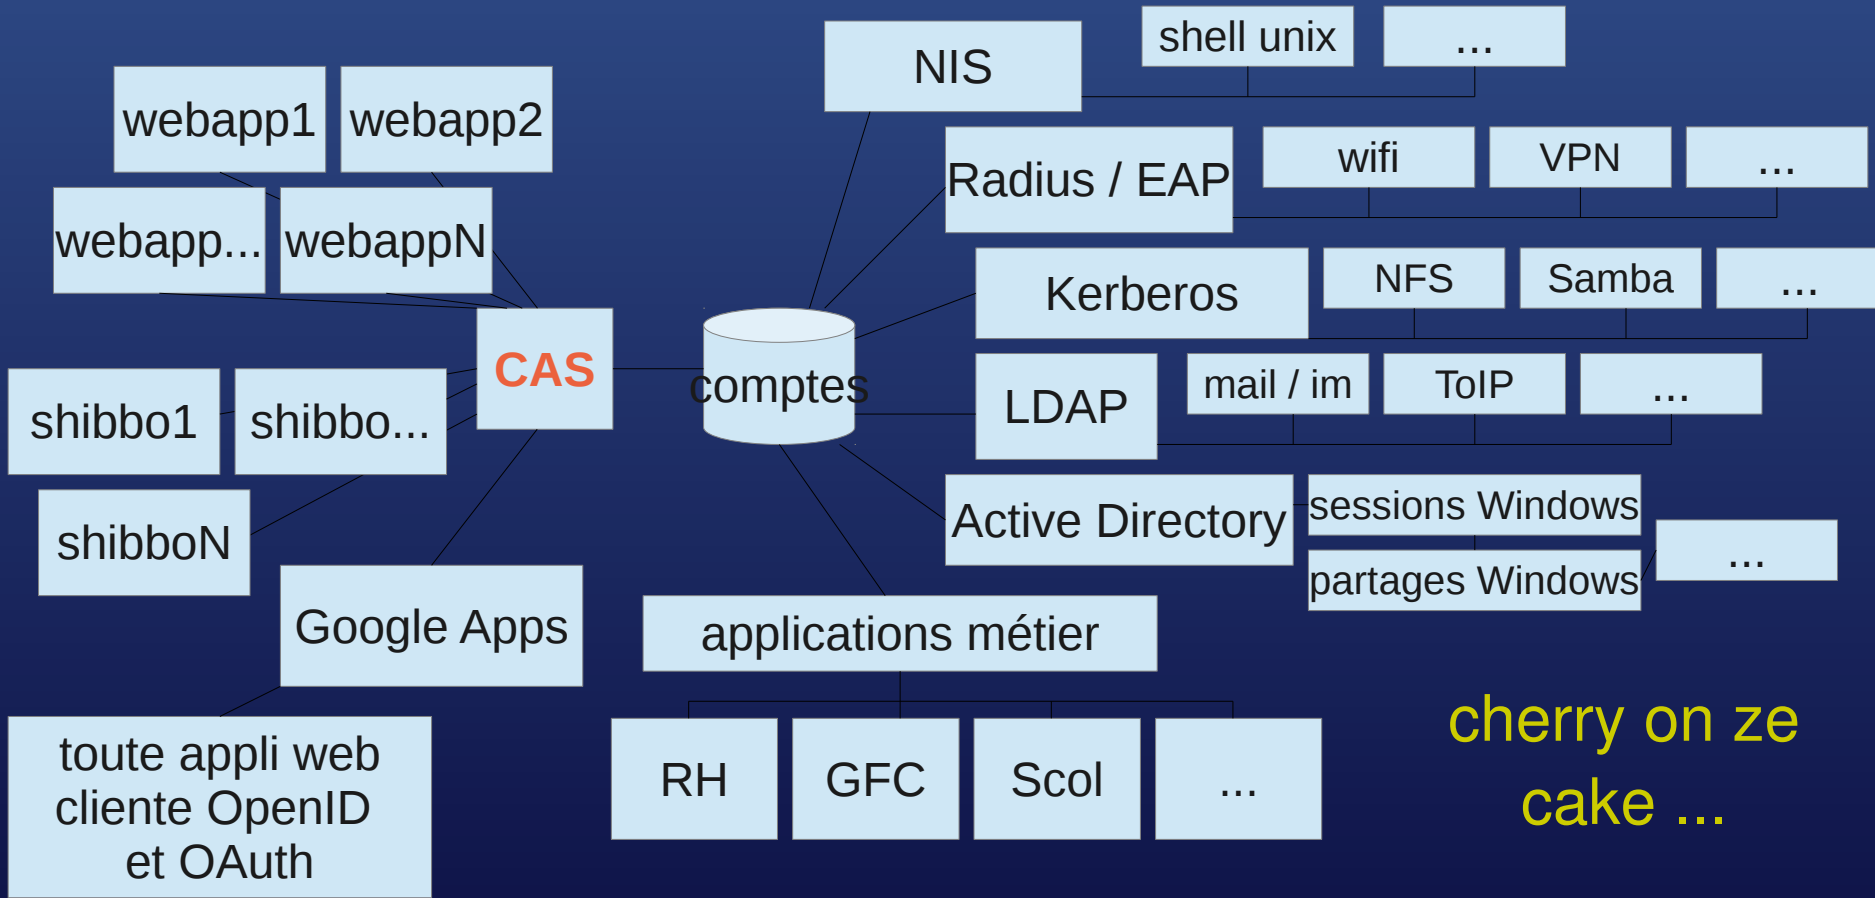 NIS
shell unix
...
webapp1
webapp2
Radius / EAP
wifi
VPN
...
webapp...
webappN
Kerberos
NFS
Samba
...
CAS
comptes
LDAP
mail / im
ToIP
...
shibbo1
shibbo...
shibboN
Active Directory
sessions Windows
partages Windows
...
Google Apps
applications métier
toute appli web
cliente OpenID
et OAuth
RH
GFC
Scol
...
cherry on ze
cake ...